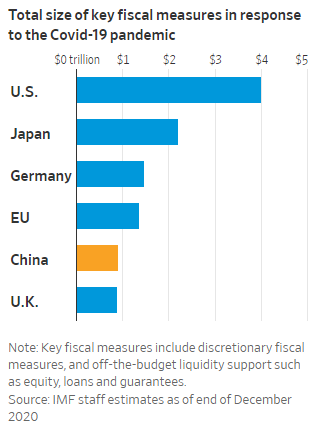 Total size of key fiscal measures in response
to the Covid-19 pandemic
$0 trillion $1 $2 $3 $4 $5
U.S.
Japan
Germany
EU
China
U.K.
Note: Key fiscal measures include discretionary fiscal
measures, and off-the-budget liquidity support such
as equity, loans and guarantees.
Source: IMF staff estimates as of end of December
2020